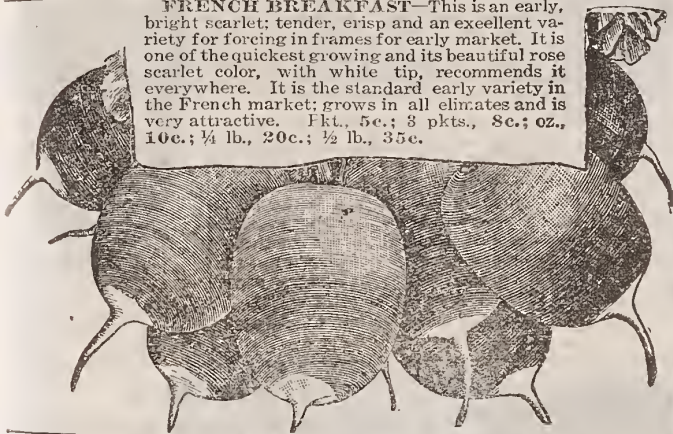 FRENCH BREAKFAST—This is an early,
bright scarlet; tender, erisp and an exeellent va-
riety for forcing in frames for early market. It is
one of the quickest growing and its beautiful rose
scarlet color, with white tip, recommends it
everywhere. It is the standard early variety in
the French market; grows in all elimates and is
very attractive. Pkt., 5c.; 3 pkts., 8c.; oz.,
10c.; ¼ lb., 20c.; ½ lb., 35c.